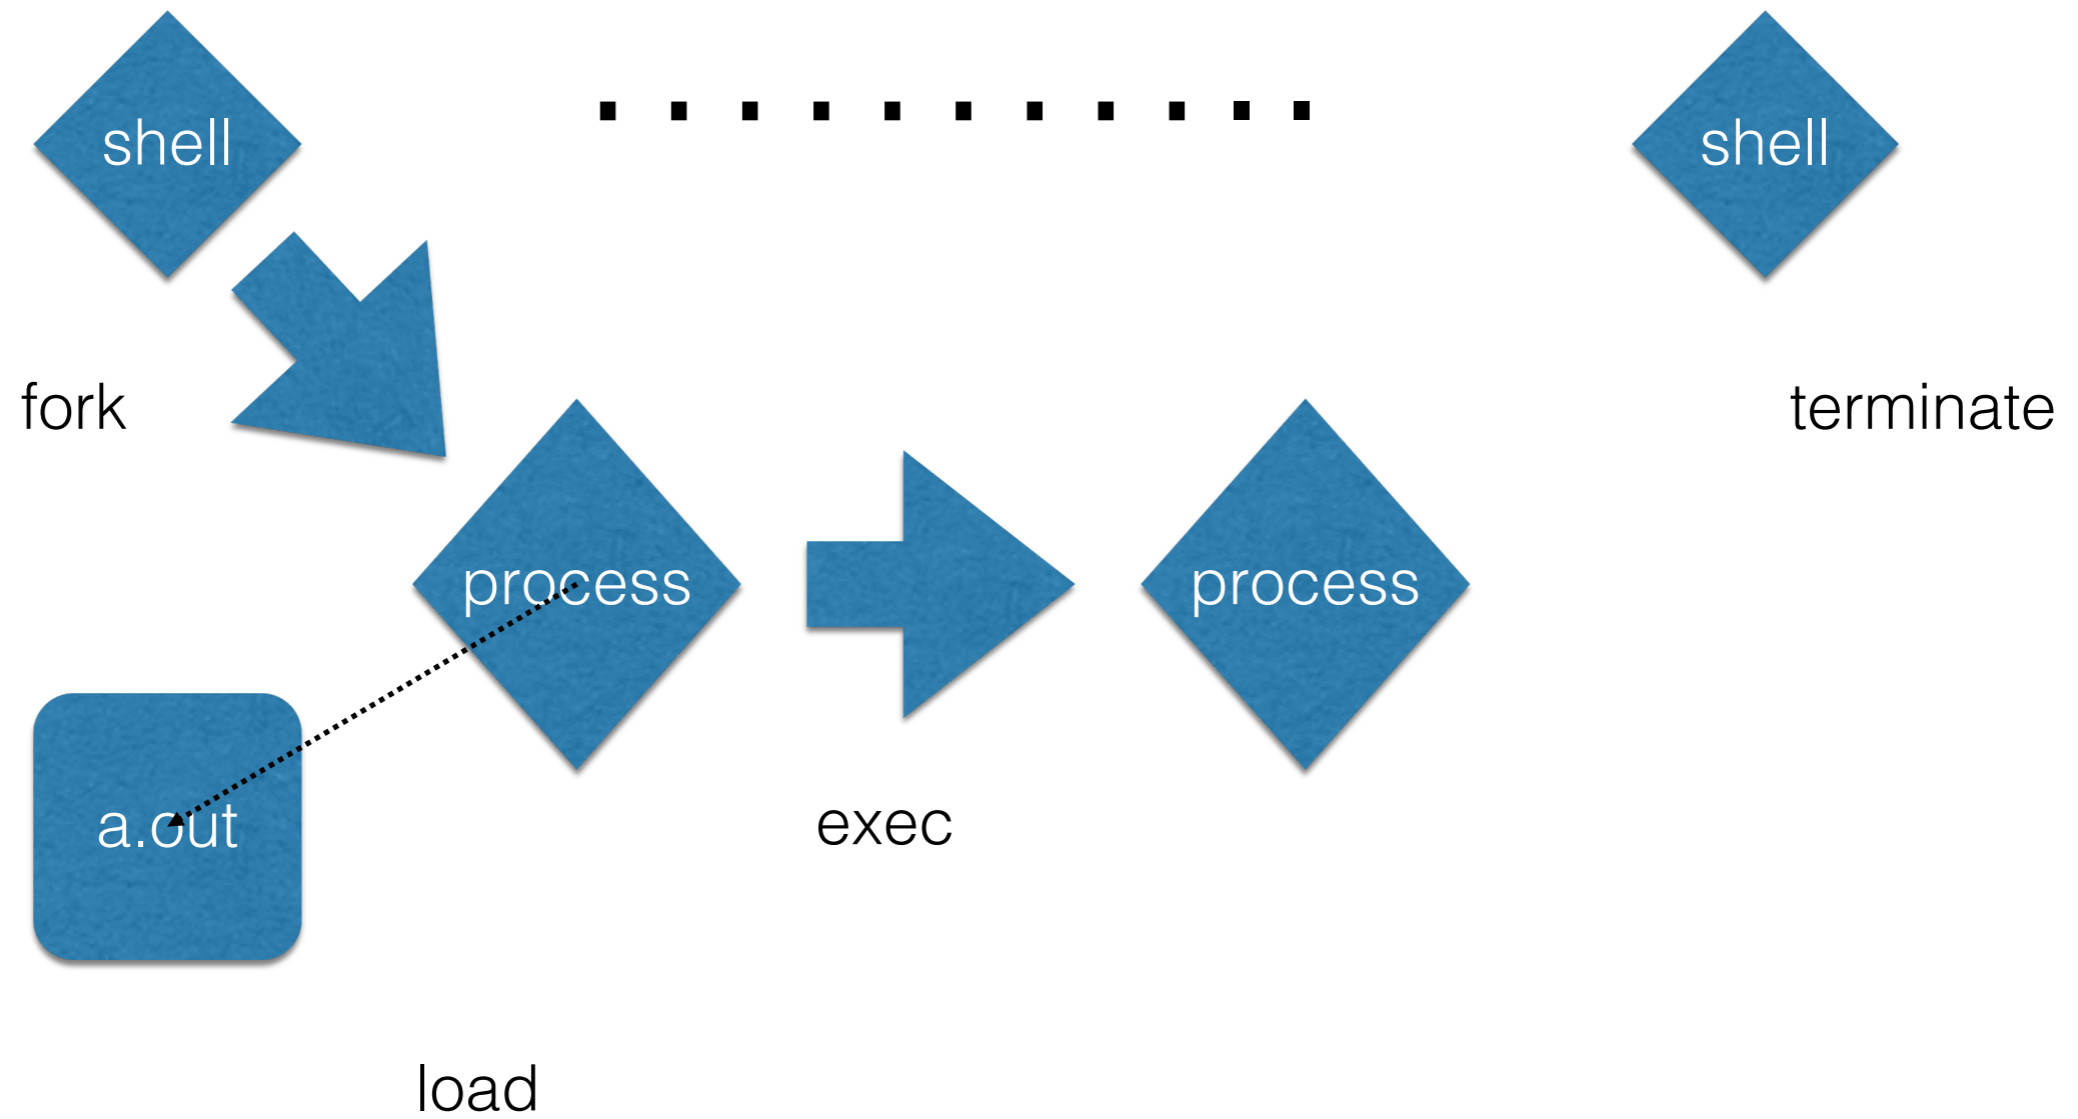 shell
shell
fork
terminate
process
process
a.out
exec
load